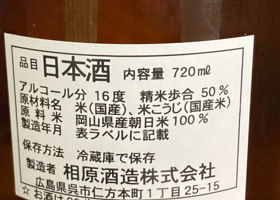 品目 日本酒 内容量 720mℓ
アルコール分 16度 精米歩合 50%
原材料名 米(国産)、米こうじ(国産米)
原料米 岡山県産朝日米100%
製造年月 表ラベルに記載
保存方法 冷蔵庫で保存
製造者 相原酒造株式会社
広島県呉市仁方本町1丁目25-15
☆お酒は